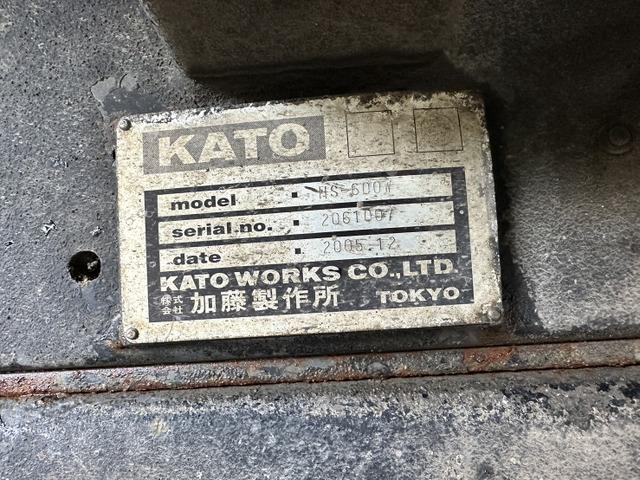 KATO
model . HS-600W
serial no. . 2061007
date . 2005.12
KATO WORKS CO.,LTD.
株式会社 加藤製作所 TOKYO